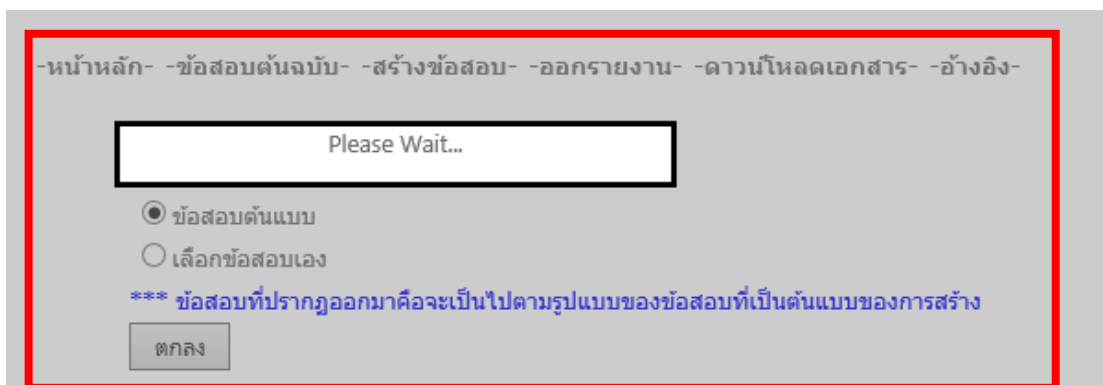 -หน้าหลัก- -ข้อสอบต้นฉบับ- -สร้างข้อสอบ- -ออกรายงาน- -ดาวน์โหลดเอกสาร- -อ้างอิง-
Please Wait...
ข้อสอบต้นแบบ
เลือกข้อสอบเอง
*** ข้อสอบที่ปรากฏออกมาคือจะเป็นไปตามรูปแบบของข้อสอบที่เป็นต้นแบบของการสร้าง
ตกลง